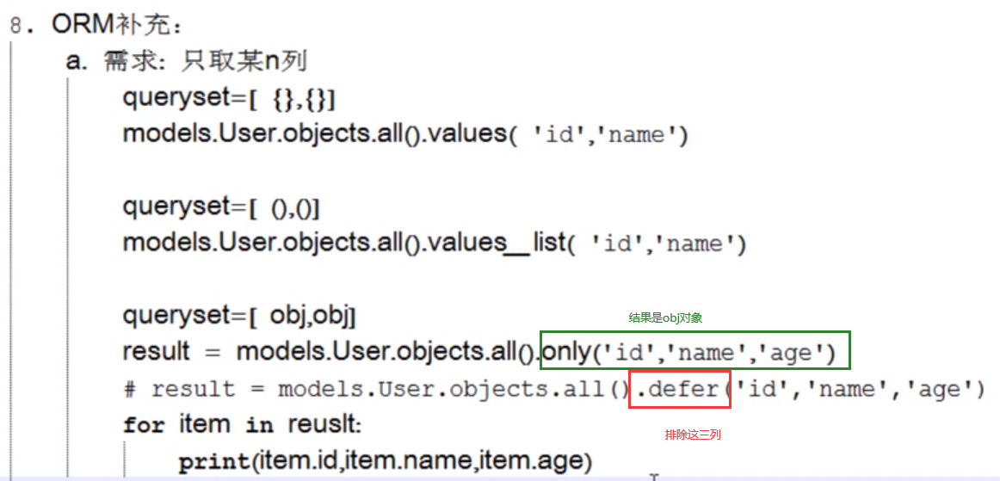 8. ORM补充：
a. 需求：只取某n列
queryset=[ {},{}]
models.User.objects.all().values( 'id','name')
queryset=[ (),()]
models.User.objects.all().values__list( 'id','name')
queryset=[ obj,obj]
结果是obj对象
result = models.User.objects.all().only('id','name','age')
# result = models.User.objects.all().defer('id','name','age')
for item in reuslt:
排除这三列
print(item.id,item.name,item.age)